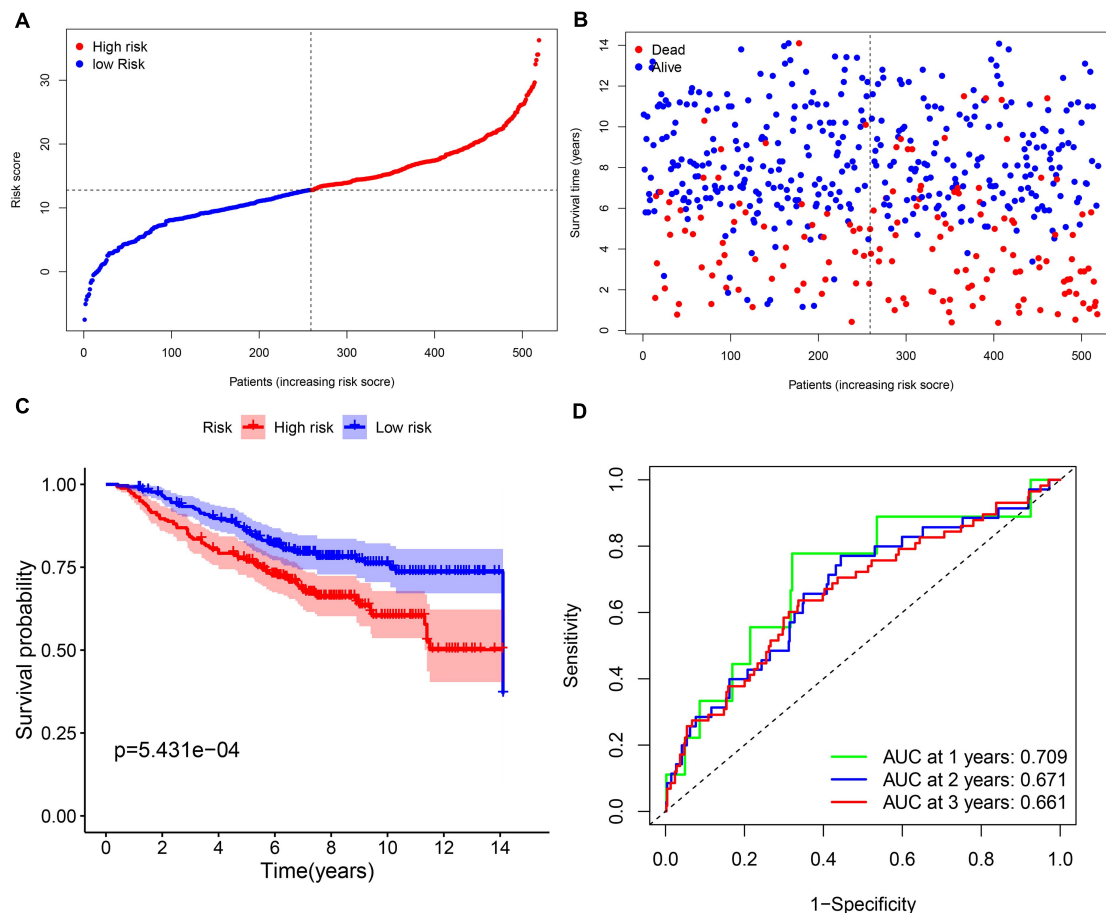 A
High risk
low Risk
Risk score
30
20
10
0
0 100 200 300 400 500
Patients (increasing risk socre)
B
Dead
Alive
Survival time (years)
14
12
10
8
6
4
2
0
0 100 200 300 400 500
Patients (increasing risk socre)
C
Risk High risk Low risk
Survival probability
1.00
0.75
0.50
0.25
0.00
p=5.431e−04
0 2 4 6 8 10 12 14
Time(years)
D
Sensitivity
1.0
0.8
0.6
0.4
0.2
0.0
AUC at 1 years: 0.709
AUC at 2 years: 0.671
AUC at 3 years: 0.661
0.0 0.2 0.4 0.6 0.8 1.0
1−Specificity